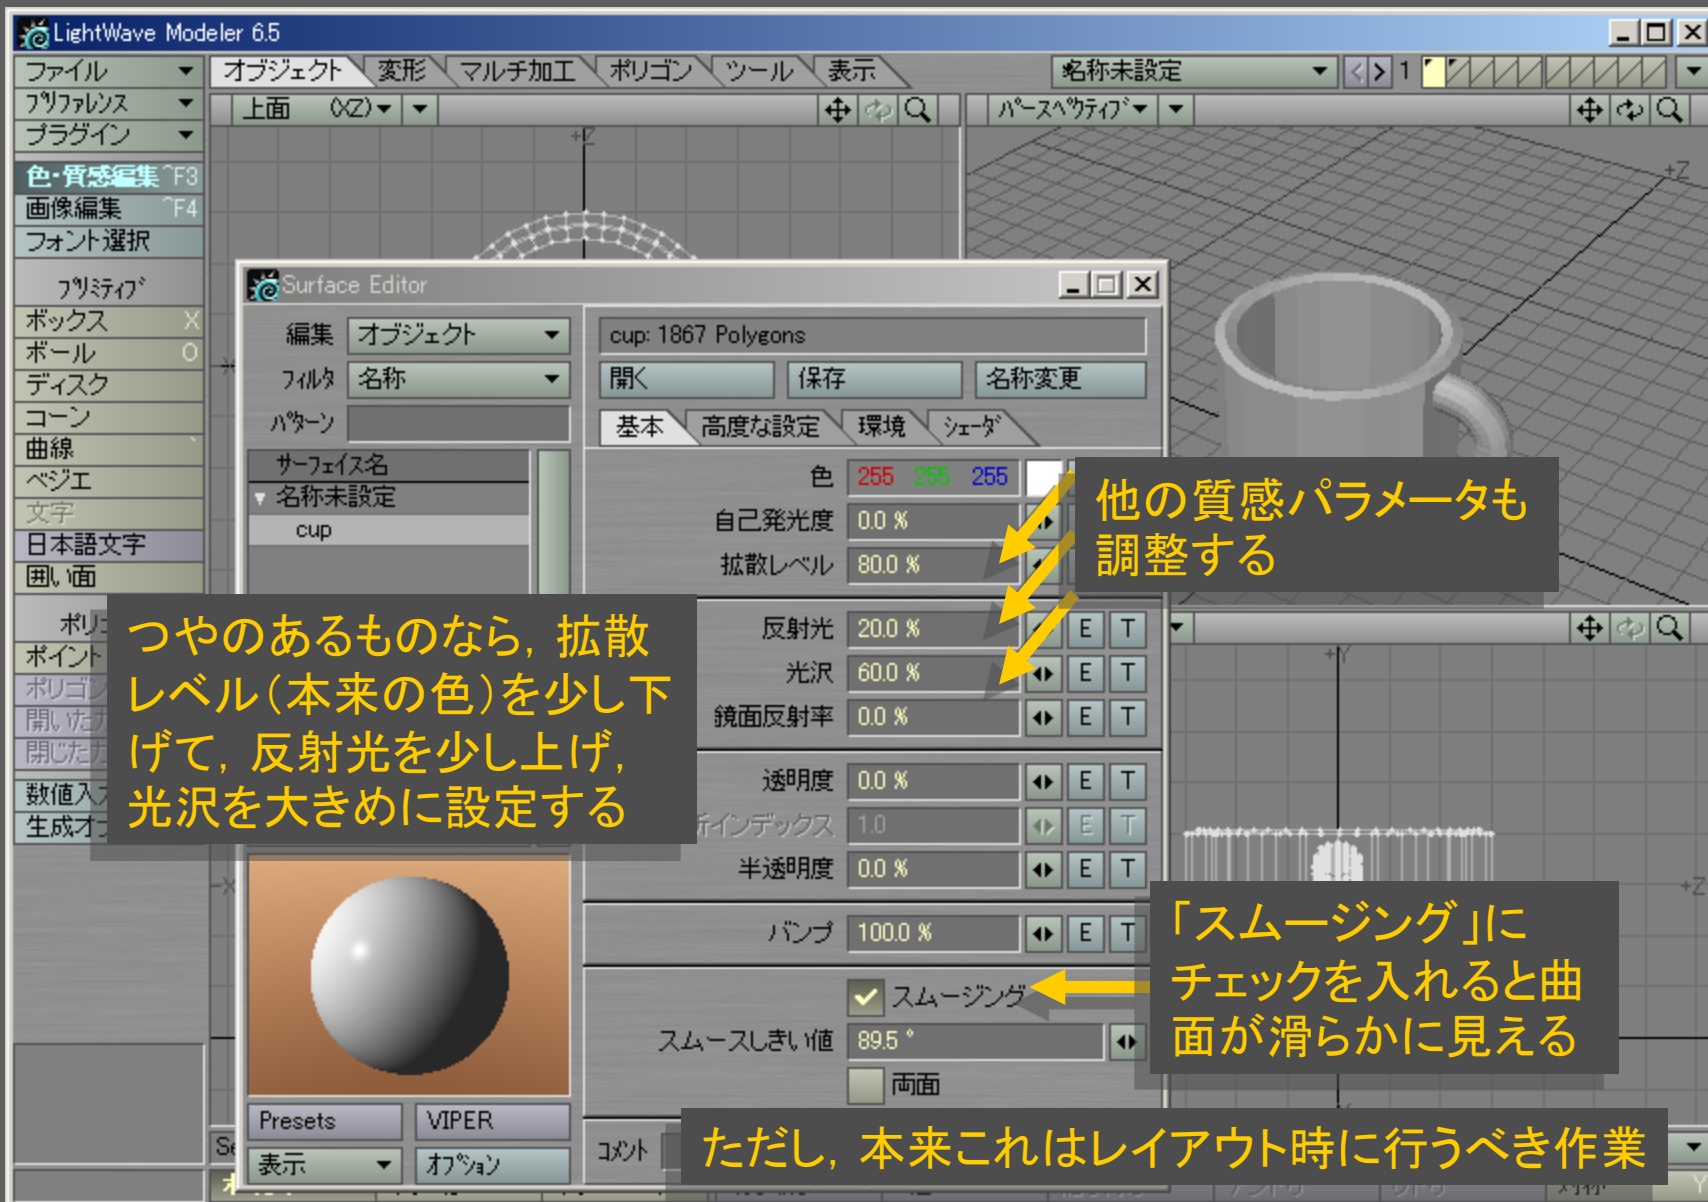 LightWave Modeler 6.5
ファイル
オブジェクト 変形 マルチ加工 ポリゴン ツール 表示
名称未設定
1
プリファレンス
上面 (XZ)
パースペクティブ
プラグイン
+Z
+Z
色・質感編集 ^F3
画像編集 ^F4
フォント選択
プリミティブ
ボックス X
ボール O
ディスク
コーン
曲線
ベジエ
文字
日本語文字
囲い面
ポイント
Surface Editor
編集 オブジェクト
フィルタ 名称
パターン
サーフェイス名
名称未設定
cup
cup: 1867 Polygons
開く 保存 名称変更
基本 高度な設定 環境 シェーダ
色 255 255 255
自己発光度 0.0 %
拡散レベル 80.0 %
反射光 20.0 % E T
光沢 60.0 % E T
鏡面反射率 0.0 % E T
透明度 0.0 % E T
インデックス 1.0 E T
半透明度 0.0 % E T
バンプ 100.0 % E T
スムージング
スムースしきい値 89.5 °
両面
コメント
Presets VIPER
表示 オプション
+Y
+Z
他の質感パラメータも
調整する
つやのあるものなら，拡散
レベル（本来の色）を少し下
げて，反射光を少し上げ，
光沢を大きめに設定する
「スムージング」に
チェックを入れると曲
面が滑らかに見える
ただし，本来これはレイアウト時に行うべき作業